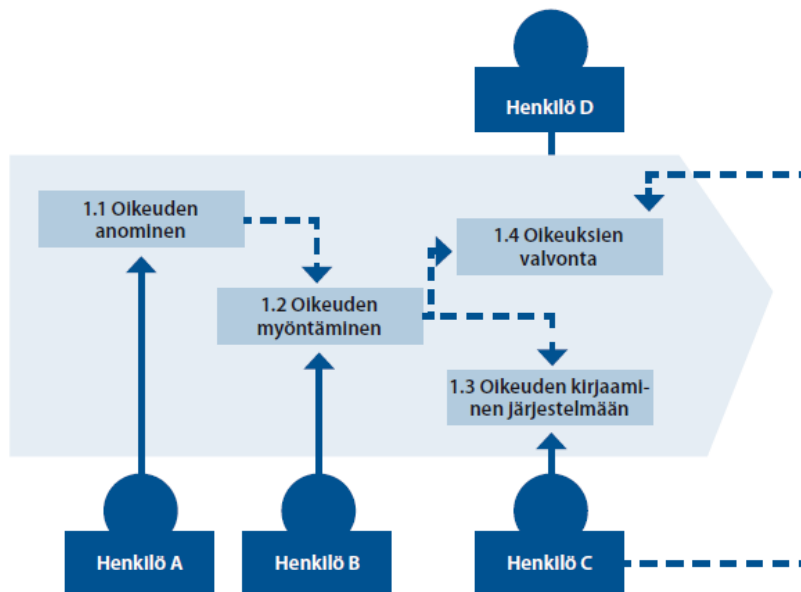 Henkilö D
1.1 Oikeuden
anominen
1.4 Oikeuksien
valvonta
1.2 Oikeuden
myöntäminen
1.3 Oikeuden kirjaami-
nen järjestelmään
Henkilö A
Henkilö B
Henkilö C